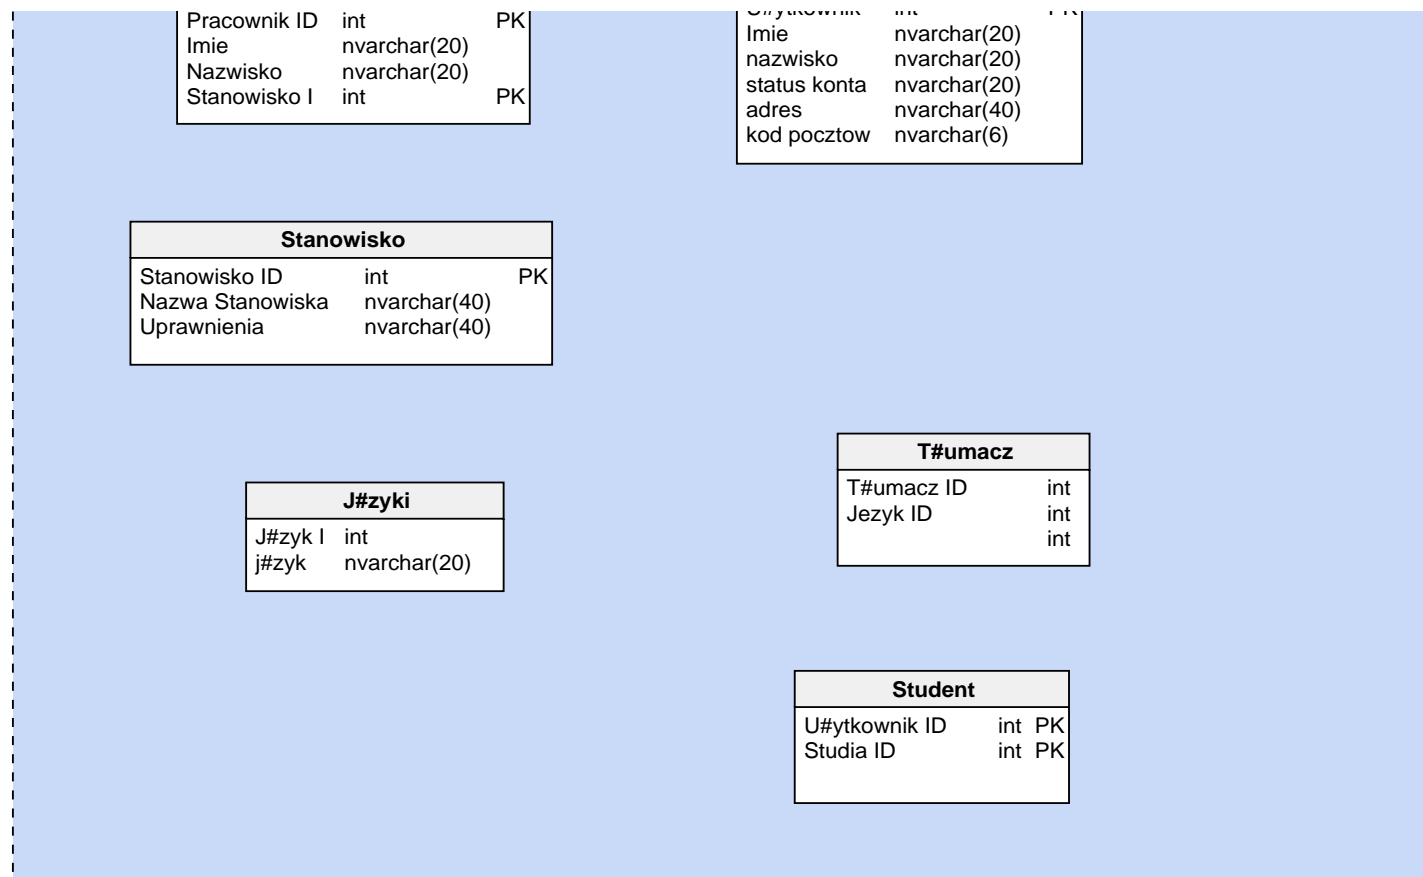 Pracownik ID int PK
Imie nvarchar(20)
Nazwisko nvarchar(20)
Stanowisko I int PK
U#ytkownik int PK
Imie nvarchar(20)
nazwisko nvarchar(20)
status konta nvarchar(20)
adres nvarchar(40)
kod pocztow nvarchar(6)
Stanowisko
Stanowisko ID int PK
Nazwa Stanowiska nvarchar(40)
Uprawnienia nvarchar(40)
T#umacz
T#umacz ID int
Jezyk ID int
int
J#zyki
J#zyk I int
j#zyk nvarchar(20)
Student
U#ytkownik ID int PK
Studia ID int PK